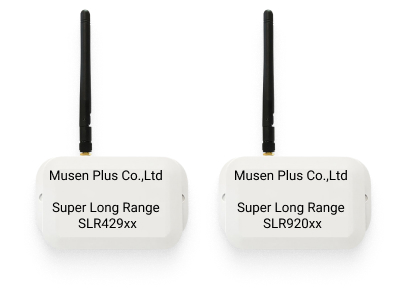 Musen Plus Co.,Ltd
Super Long Range
SLR429xx
Musen Plus Co.,Ltd
Super Long Range
SLR920xx